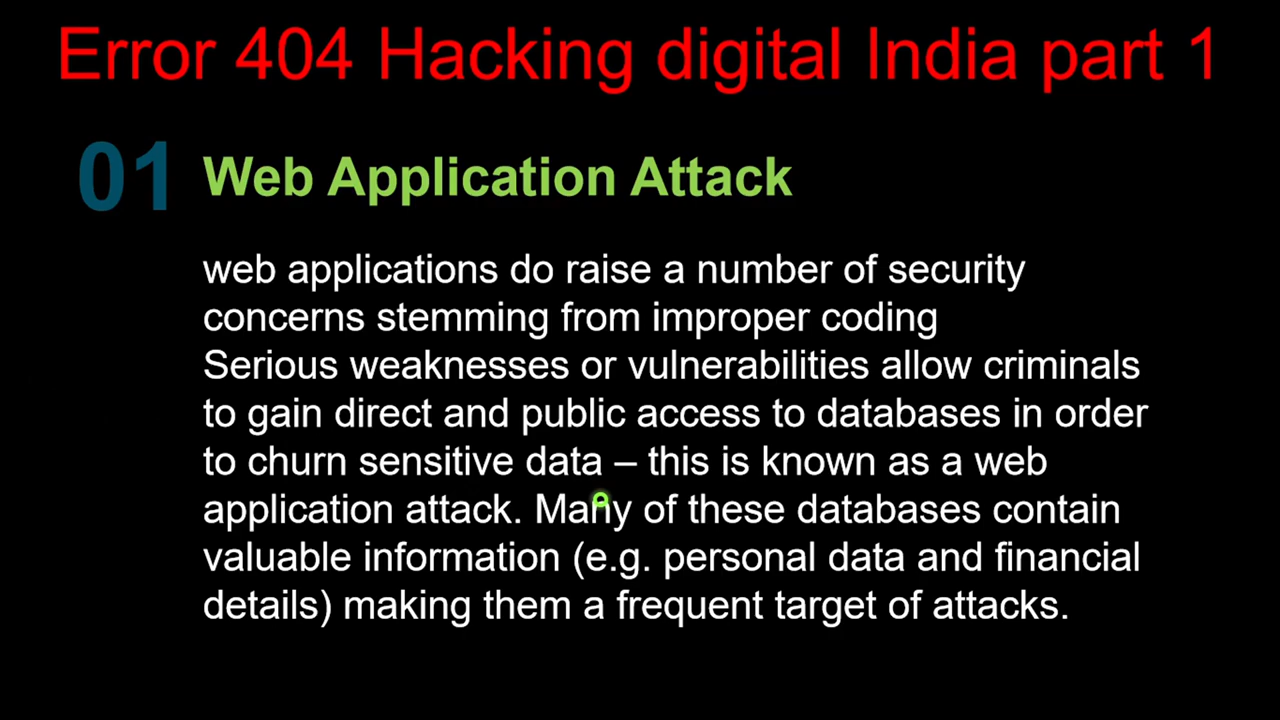 Error 404 Hacking digital India part 1
01 Web Application Attack
web applications do raise a number of security
concerns stemming from improper coding
Serious weaknesses or vulnerabilities allow criminals
to gain direct and public access to databases in order
to churn sensitive data – this is known as a web
application attack. Many of these databases contain
valuable information (e.g. personal data and financial
details) making them a frequent target of attacks.